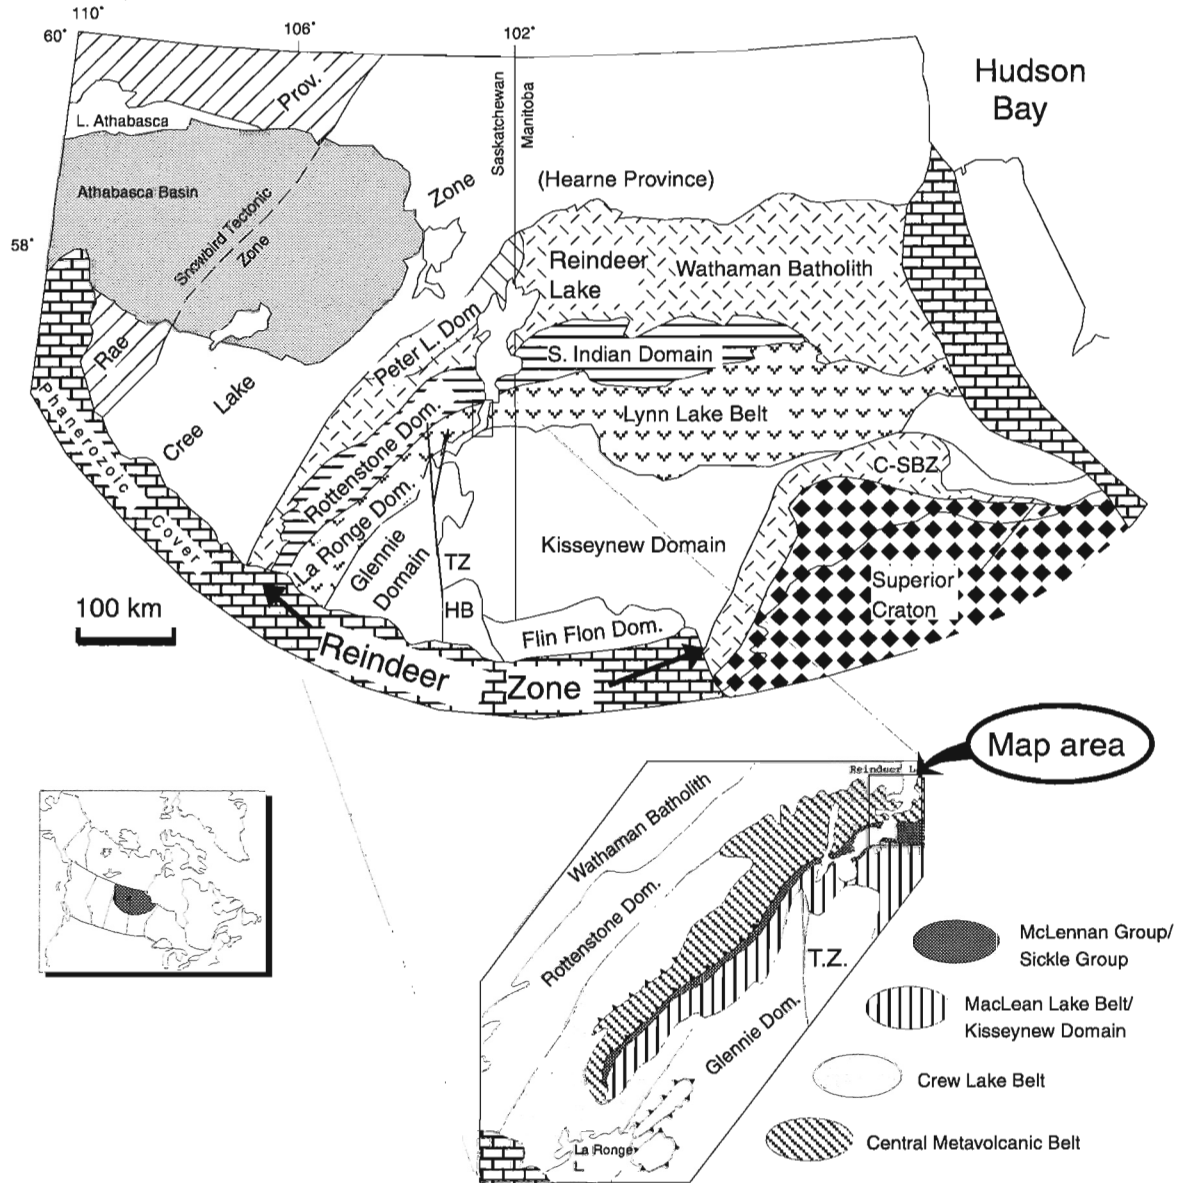 110°
60°
106°
102°
Prov.
Saskatchewan
Manitoba
Hudson
Bay
L. Athabasca
Athabasca Basin
Zone
(Hearne Province)
Snowbird Tectonic
Zone
58°
Reindeer
Lake
Wathaman Batholith
Peter L. Dom.
Rae
S. Indian Domain
Lake
Cree
Rottenstone Dom.
Lynn Lake Belt
Phanerozoic
Cover
C-SBZ
La Ronge Dom.
Glennie
Domain
TZ
Kisseynew Domain
Superior
Craton
HB
100 km
Flin Flon Dom.
Reindeer
Zone
Map area
Reindeer L
Wathaman Batholith
Rottenstone Dom.
T.Z.
Glennie Dom.
La Ronge
L.
McLennan Group/
Sickle Group
MacLean Lake Belt/
Kisseynew Domain
Crew Lake Belt
Central Metavolcanic Belt